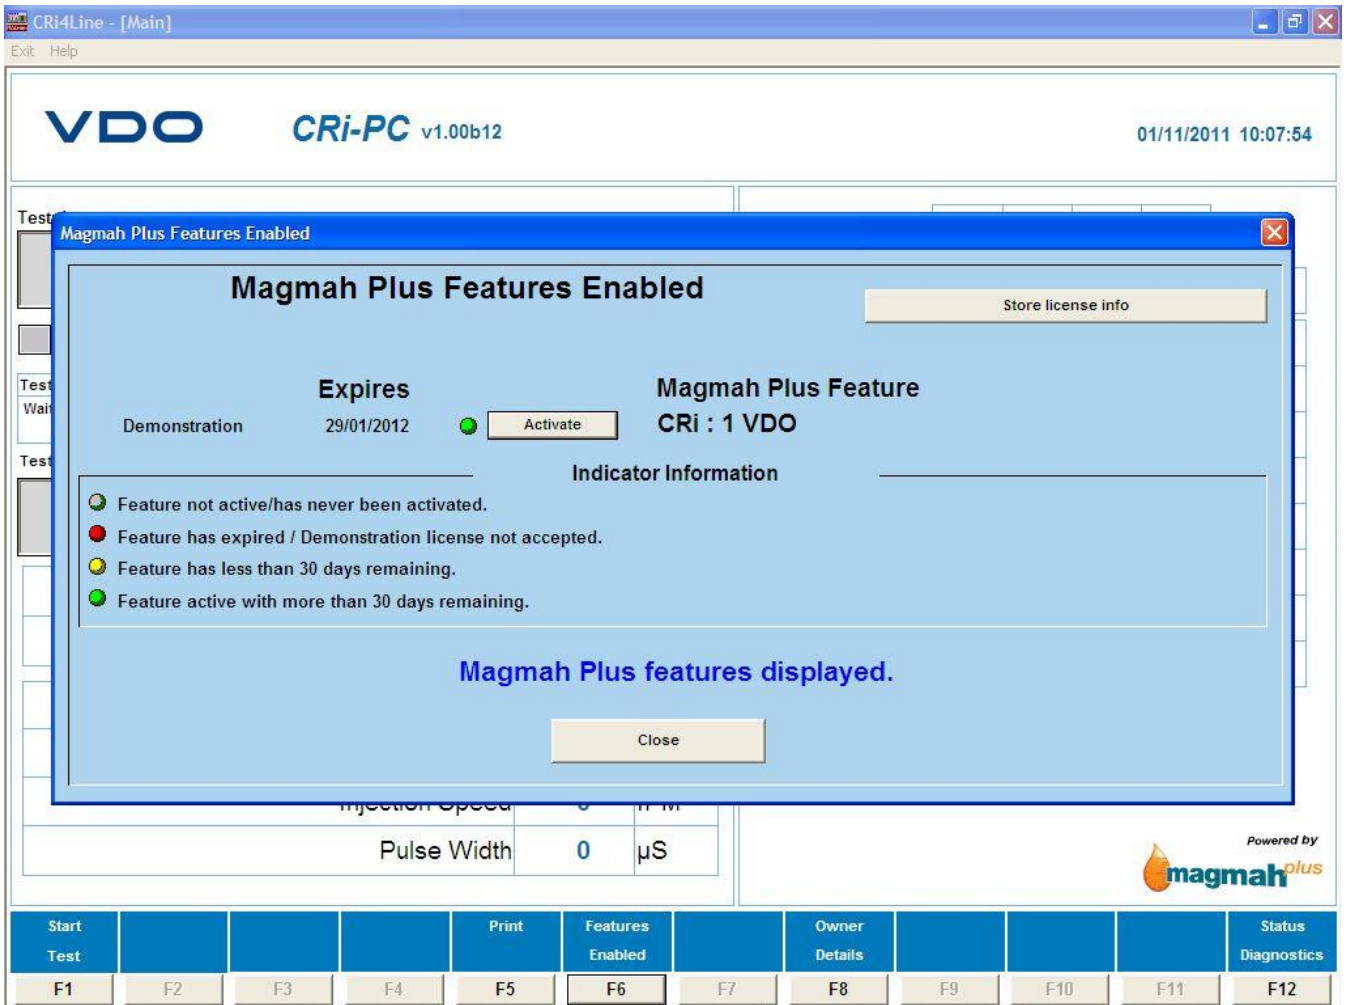 CRi4Line - [Main]
Exit Help
VDO CRi-PC v1.00b12 01/11/2011 10:07:54
Magmah Plus Features Enabled
Magmah Plus Features Enabled
Store license info
Expires Magmah Plus Feature
Demonstration 29/01/2012 Activate CRi : 1 VDO
Indicator Information
Feature not active/has never been activated.
Feature has expired / Demonstration license not accepted.
Feature has less than 30 days remaining.
Feature active with more than 30 days remaining.
Magmah Plus features displayed.
Close
Test
Test
Wait
Test
Injection Speed 0
Pulse Width 0 µS
Powered by
magmah plus
Start Test Print Features Enabled Owner Details Status Diagnostics
F1 F2 F3 F4 F5 F6 F7 F8 F9 F10 F11 F12